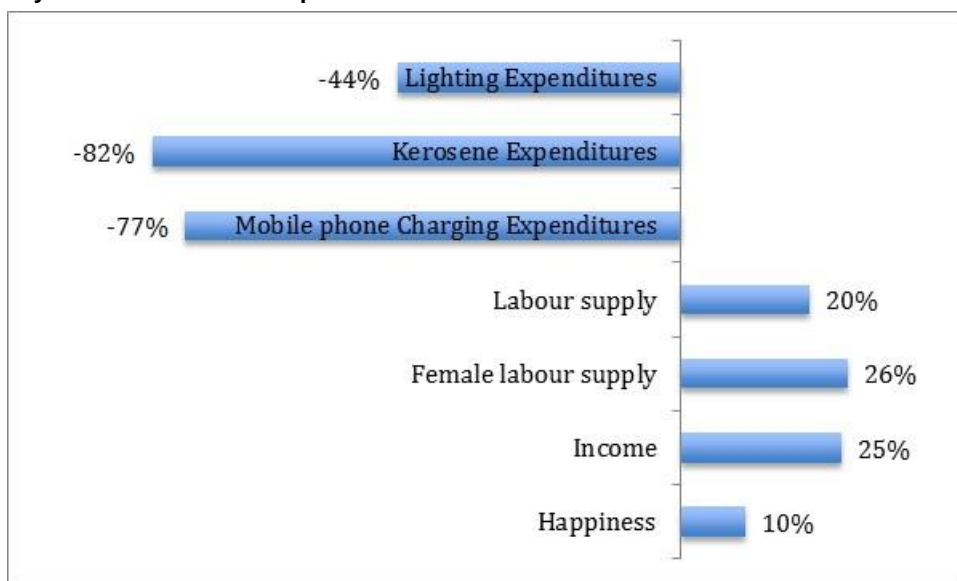 -44% Lighting Expenditures
-82% Kerosene Expenditures
-77% Mobile phone Charging Expenditures
Labour supply 20%
Female labour supply 26%
Income 25%
Happiness 10%